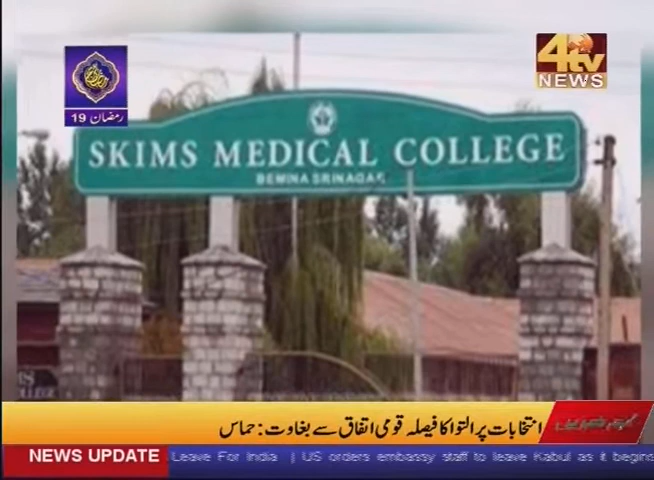 4tv
NEWS
رمضان 19
SKIMS MEDICAL COLLEGE
BEMINA SRINAGAR
انتخابات پر التوا کا فیصلہ قومی اتفاق سے بغاوت : حماس
NEWS UPDATE
Leave For India | US orders embassy staff to leave Kabul as it begins